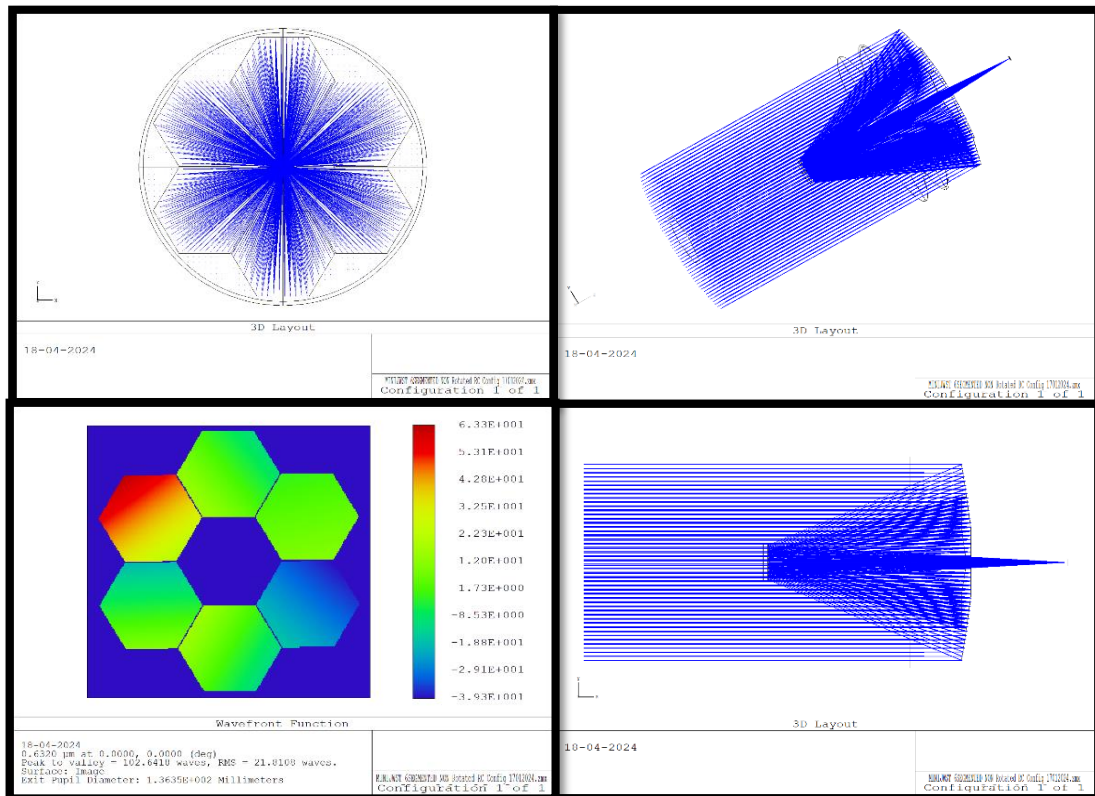 3D Layout
18-04-2024
Configuration 1 of 1
3D Layout
18-04-2024
Configuration 1 of 1
6.33E+001
5.31E+001
4.28E+001
3.25E+001
2.23E+001
1.20E+001
1.73E+000
-8.53E+000
-1.88E+001
-2.91E+001
-3.93E+001
Wavefront Function
18-04-2024
0.6320 µm at 0.0000, 0.0000 (deg)
Peak to valley = 102.6418 waves, RMS = 21.8108 waves.
Surface: Image
Exit Pupil Diameter: 1.3635E+002 Millimeters
Configuration 1 of 1
3D Layout
18-04-2024
Configuration 1 of 1